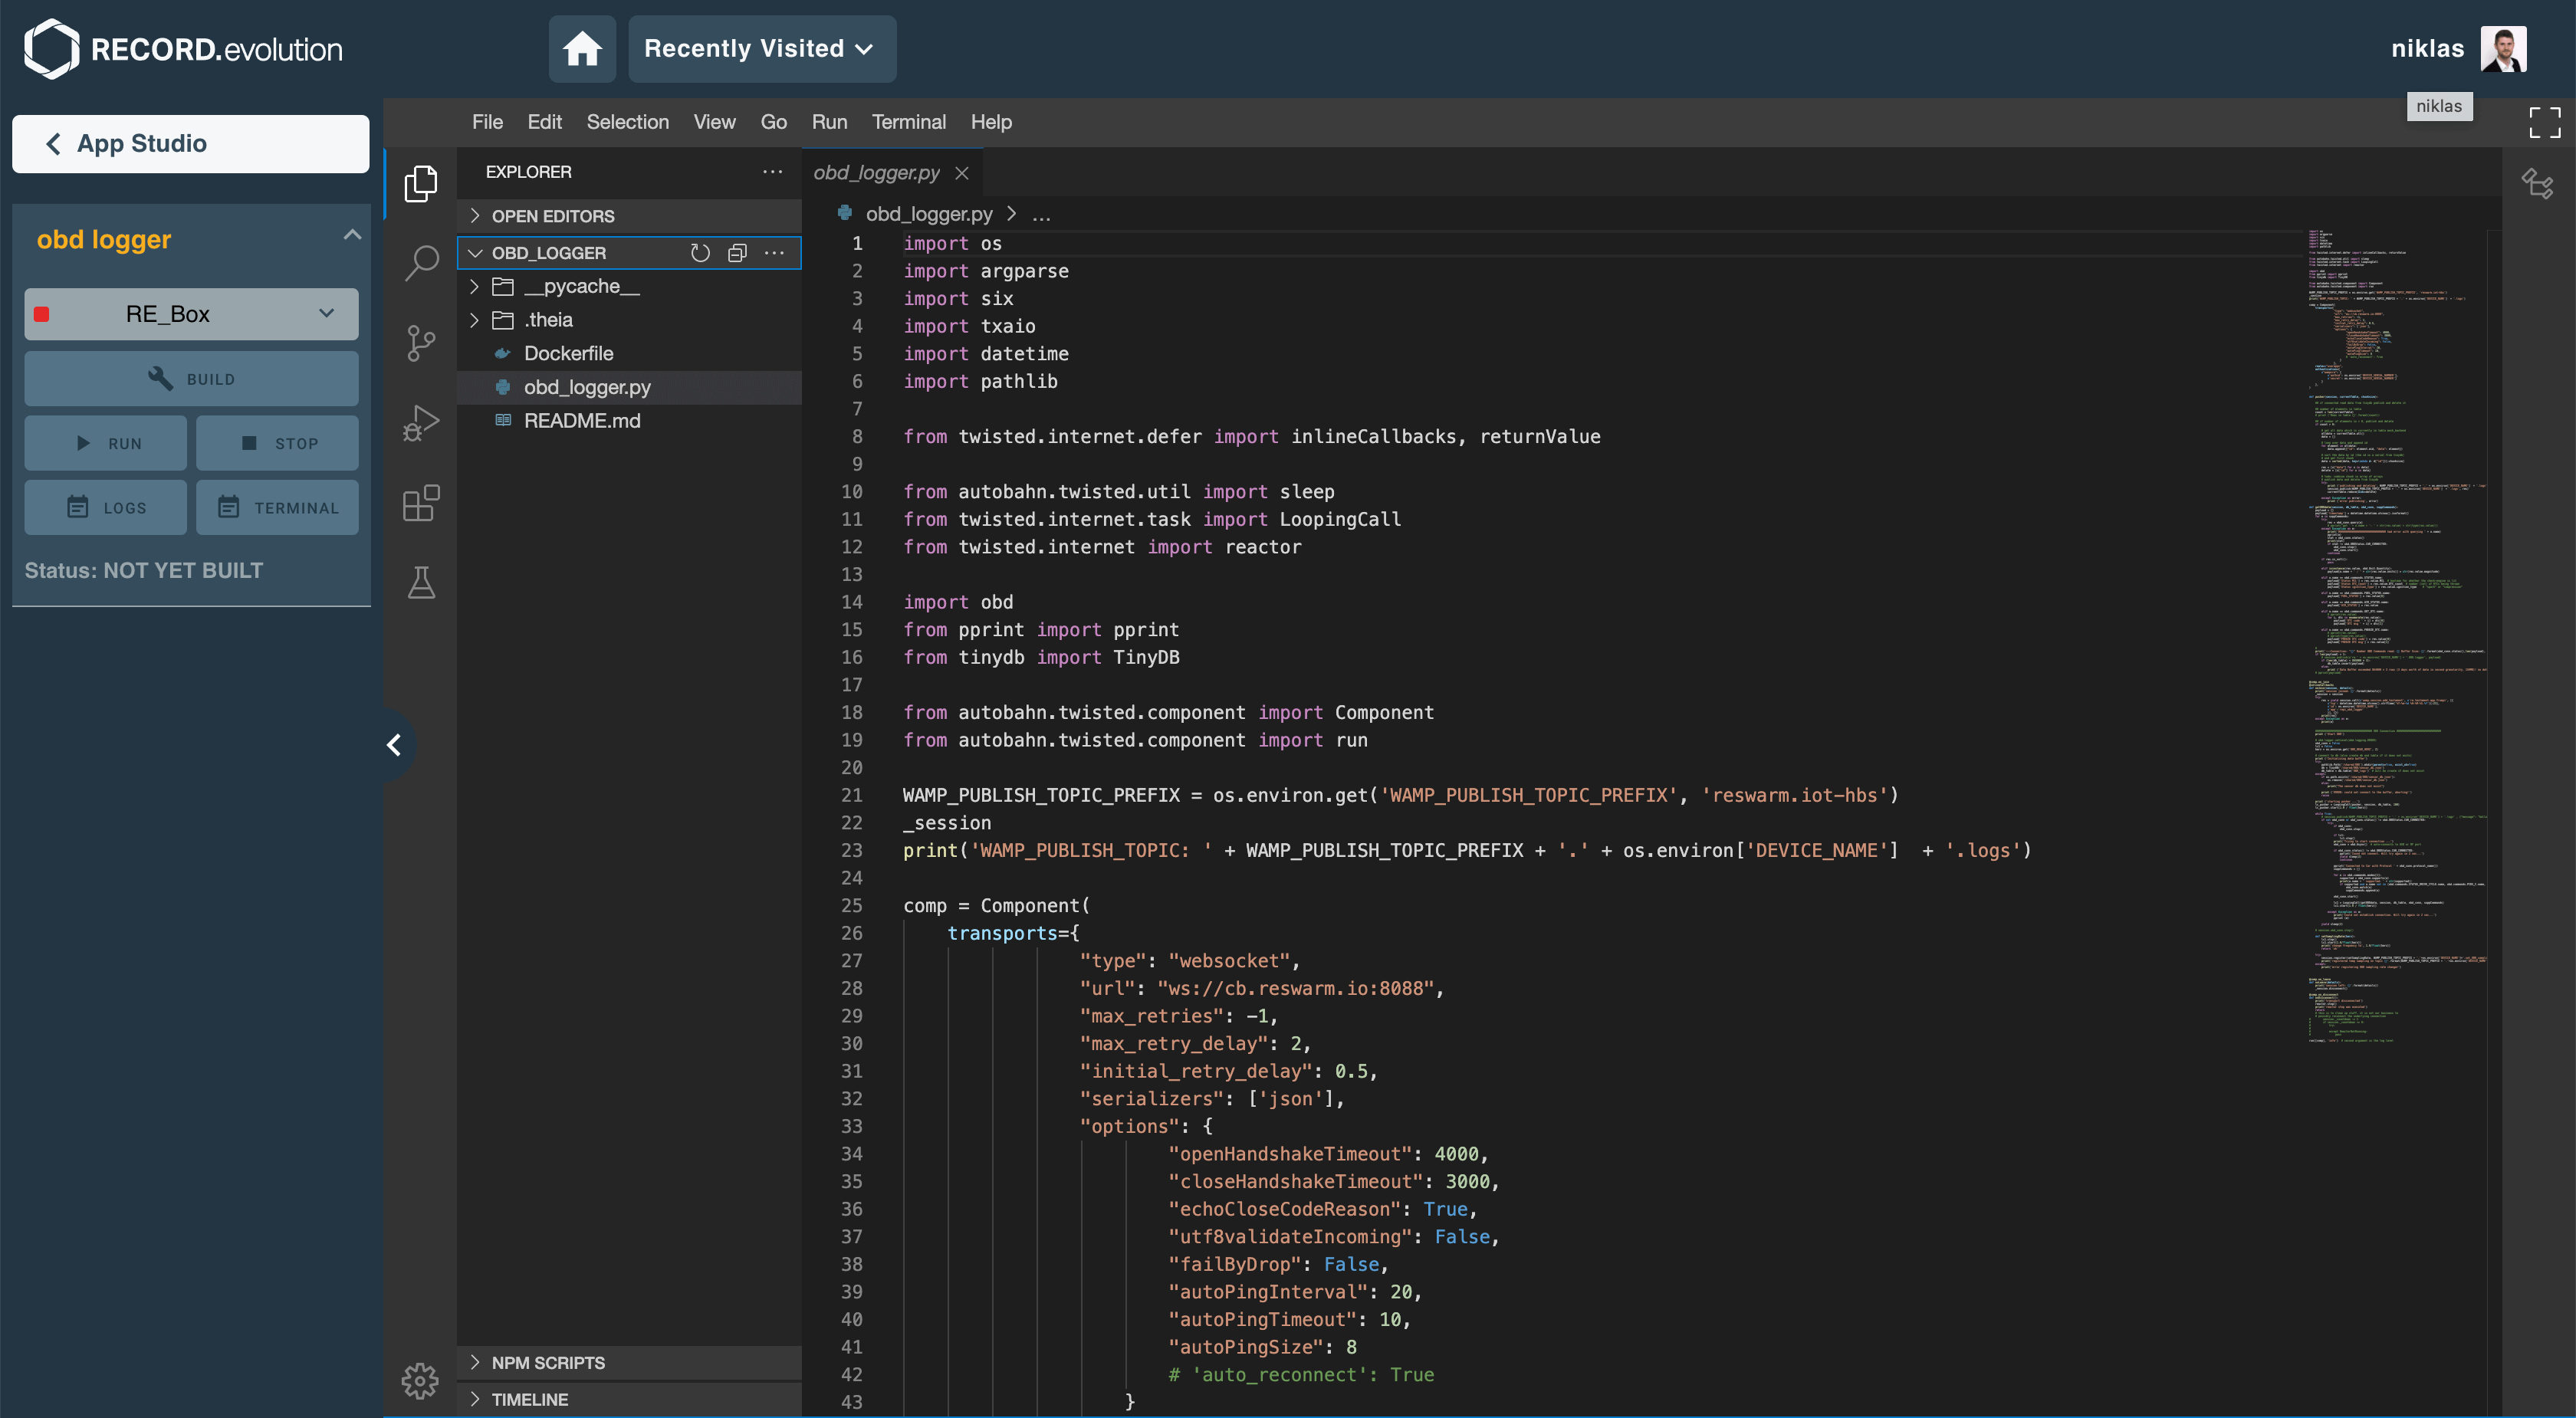 RECORD.evolution
Recently Visited
niklas
niklas
App Studio
obd logger
RE_Box
BUILD
RUN
STOP
LOGS
TERMINAL
Status: NOT YET BUILT
File Edit Selection View Go Run Terminal Help
EXPLORER
OPEN EDITORS
OBD_LOGGER
__pycache__
.theia
Dockerfile
obd_logger.py
README.md
NPM SCRIPTS
TIMELINE
obd_logger.py
obd_logger.py > ...
1 import os
2 import argparse
3 import six
4 import txaio
5 import datetime
6 import pathlib
7
8 from twisted.internet.defer import inlineCallbacks, returnValue
9
10 from autobahn.twisted.util import sleep
11 from twisted.internet.task import LoopingCall
12 from twisted.internet import reactor
13
14 import obd
15 from pprint import pprint
16 from tinydb import TinyDB
17
18 from autobahn.twisted.component import Component
19 from autobahn.twisted.component import run
20
21 WAMP_PUBLISH_TOPIC_PREFIX = os.environ.get('WAMP_PUBLISH_TOPIC_PREFIX', 'reswarm.iot-hbs')
22 _session
23 print('WAMP_PUBLISH_TOPIC: ' + WAMP_PUBLISH_TOPIC_PREFIX + '.' + os.environ['DEVICE_NAME']  + '.logs')
24
25 comp = Component(
26 transports={
27 "type": "websocket",
28 "url": "ws://cb.reswarm.io:8088",
29 "max_retries": -1,
30 "max_retry_delay": 2,
31 "initial_retry_delay": 0.5,
32 "serializers": ['json'],
33 "options": {
34 "openHandshakeTimeout": 4000,
35 "closeHandshakeTimeout": 3000,
36 "echoCloseCodeReason": True,
37 "utf8validateIncoming": False,
38 "failByDrop": False,
39 "autoPingInterval": 20,
40 "autoPingTimeout": 10,
41 "autoPingSize": 8
42 # 'auto_reconnect': True
43 }